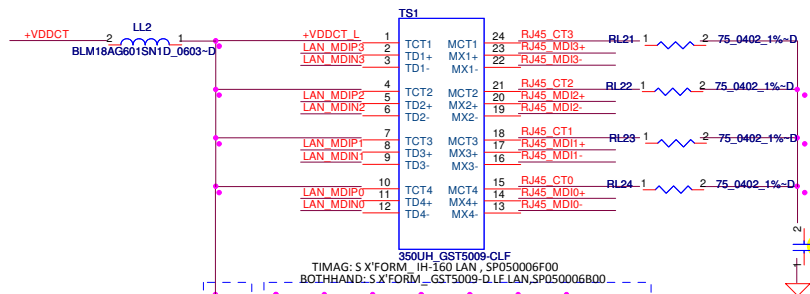 TS1
LL2
+VDDCT 2 1 +VDDCT_L 1 TCT1 MCT1 24 RJ45_CT3 RL21 1 2 75_0402_1%~D
BLM18AG601SN1D_0603~D
LAN_MDIP3 2 TD1+ MX1+ 23 RJ45_MDI3+
LAN_MDIN3 3 TD1- MX1- 22 RJ45_MDI3-
4 TCT2 MCT2 21 RJ45_CT2 RL22 1 2 75_0402_1%~D
LAN_MDIP2 5 TD2+ MX2+ 20 RJ45_MDI2+
LAN_MDIN2 6 TD2- MX2- 19 RJ45_MDI2-
7 TCT3 MCT3 18 RJ45_CT1 RL23 1 2 75_0402_1%~D
LAN_MDIP1 8 TD3+ MX3+ 17 RJ45_MDI1+
LAN_MDIN1 9 TD3- MX3- 16 RJ45_MDI1-
10 TCT4 MCT4 15 RJ45_CT0 RL24 1 2 75_0402_1%~D
LAN_MDIP0 11 TD4+ MX4+ 14 RJ45_MDI0+
LAN_MDIN0 12 TD4- MX4- 13 RJ45_MDI0-
2
1
350UH_GST5009-CLF
TIMAG: S X'FORM_ IH-160 LAN , SP050006F00
BOTHHAND: S X'FORM_ GST5009-D LF LAN,SP050006B00